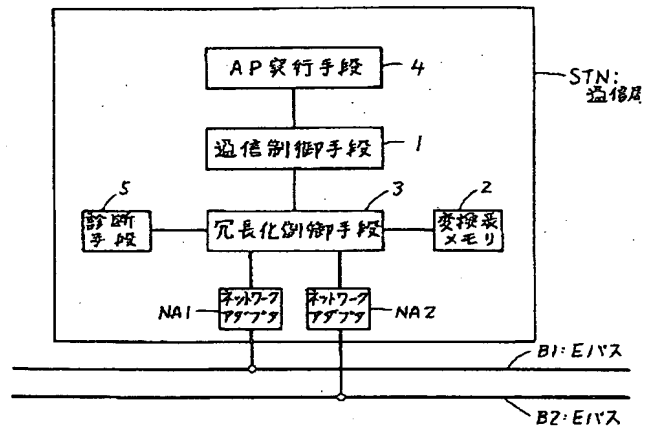 AP実行手段
4
STN:
通信局
通信制御手段
1
5
診断
手段
3
冗長化制御手段
2
変換表
メモリ
NA1
ネットワーク
アダプタ
ネットワーク
アダプタ
NA2
B1:Eバス
B2:Eバス